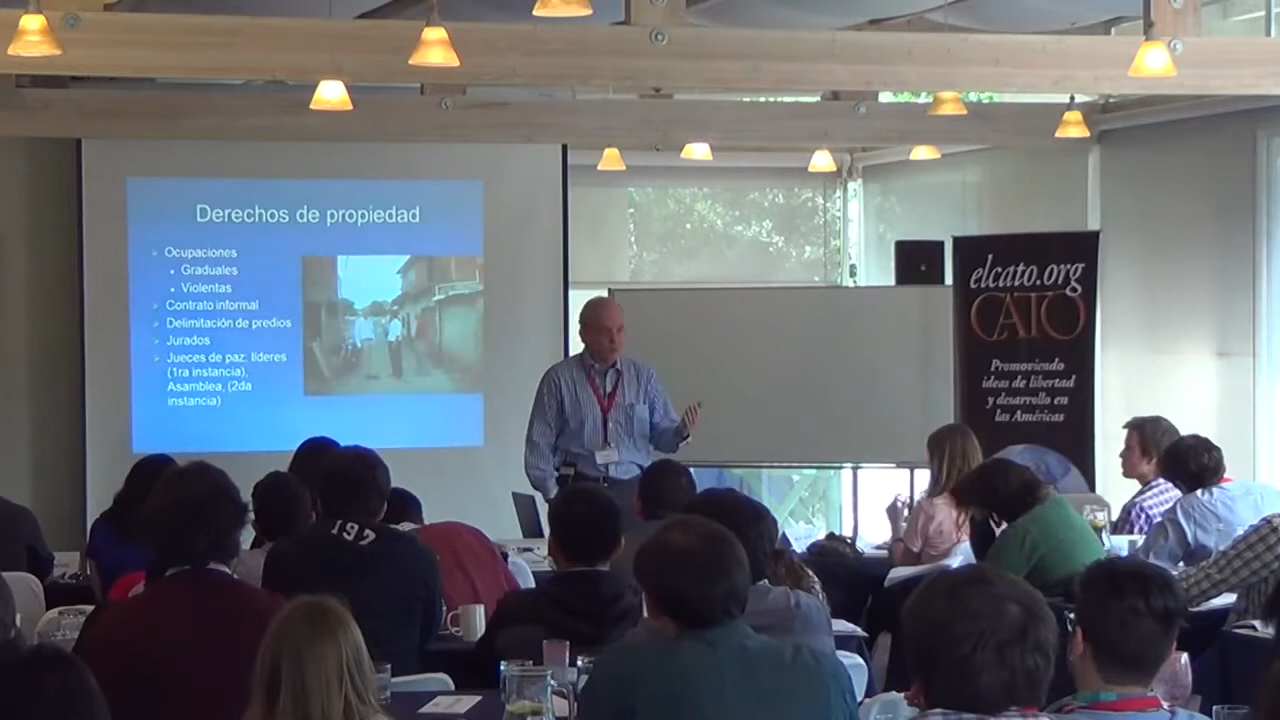 Derechos de propiedad
Ocupaciones
Graduales
Violentas
Contrato informal
Delimitación de predios
Jurados
Jueces de paz: líderes
(1ra instancia),
Asamblea, (2da
instancia)
elcato.org
CATO
Promoviendo
ideas de libertad
y desarrollo en
las Américas
197